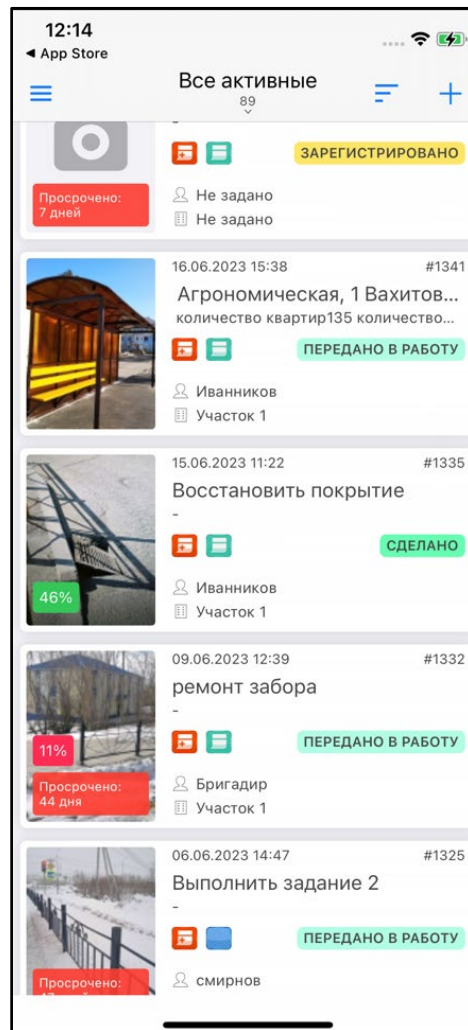 12:14
◀ App Store
Все активные
89
-
ЗАРЕГИСТРИРОВАНО
Просрочено:
7 дней
Не задано
Не задано
16.06.2023 15:38 #1341
Агрономическая, 1 Вахитов...
количество квартир135 количество...
ПЕРЕДАНО В РАБОТУ
Иванников
Участок 1
15.06.2023 11:22 #1335
Восстановить покрытие
-
СДЕЛАНО
46%
Иванников
Участок 1
09.06.2023 12:39 #1332
ремонт забора
-
ПЕРЕДАНО В РАБОТУ
11%
Просрочено:
44 дня
Бригадир
Участок 1
06.06.2023 14:47 #1325
Выполнить задание 2
-
ПЕРЕДАНО В РАБОТУ
смирнов
Просрочено: